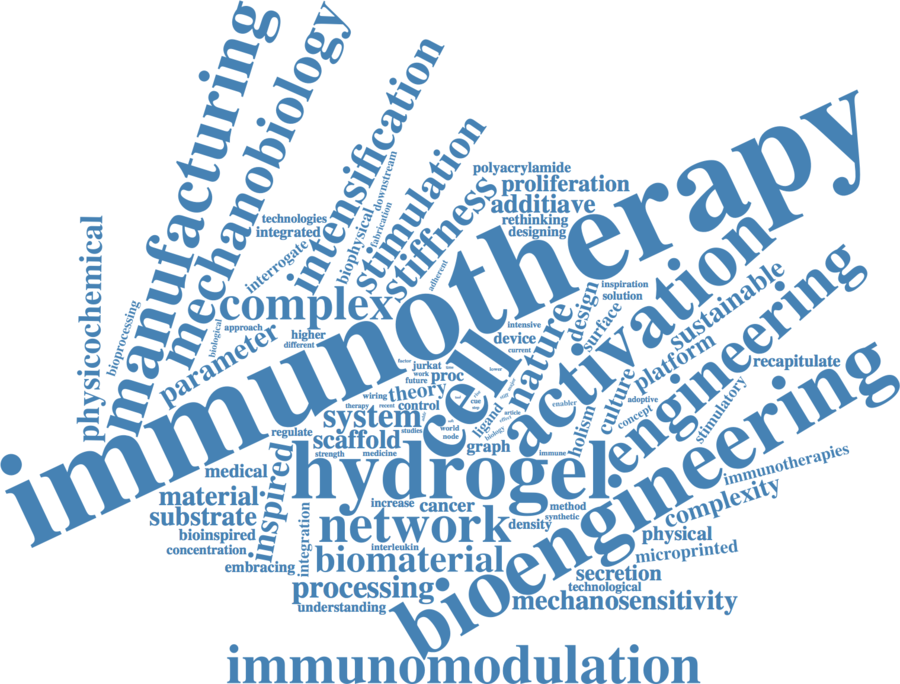 manufacturing
mechanobiology
intensification
stimulation
stiffness
immunotherapy
physicochemical
bioprocessing
technologies
integrated
interrogate
biophysical
fabrication
downstream
adherent
polyacrylamide
proliferation
additiave
rethinking
designing
complex
biological
approach
higher
different
parameter
inspiration
solution
design
surface
nature
intensive
device
current
cell
activation
sustainable
platform
engineering
recapitulate
factor
jurkat
work
proc
future
lower
wiring
theory
therapy
recent
control
cue
ligand
article
effect
biology
enabler
holism
culture
adoptive
concept
stimulatory
system
studies
world
node
graph
regulate
scaffold
strength
medicine
immune
hydrogel
bioengineering
medical
material
substrate
bioinspired
concentration
inspired
embracing
integration
increase
cancer
network
density
method
synthetic
immunotherapies
complexity
physical
microprinted
interleukin
biomaterial
processing
understanding
secretion
technological
mechanosensitivity
immunomodulation